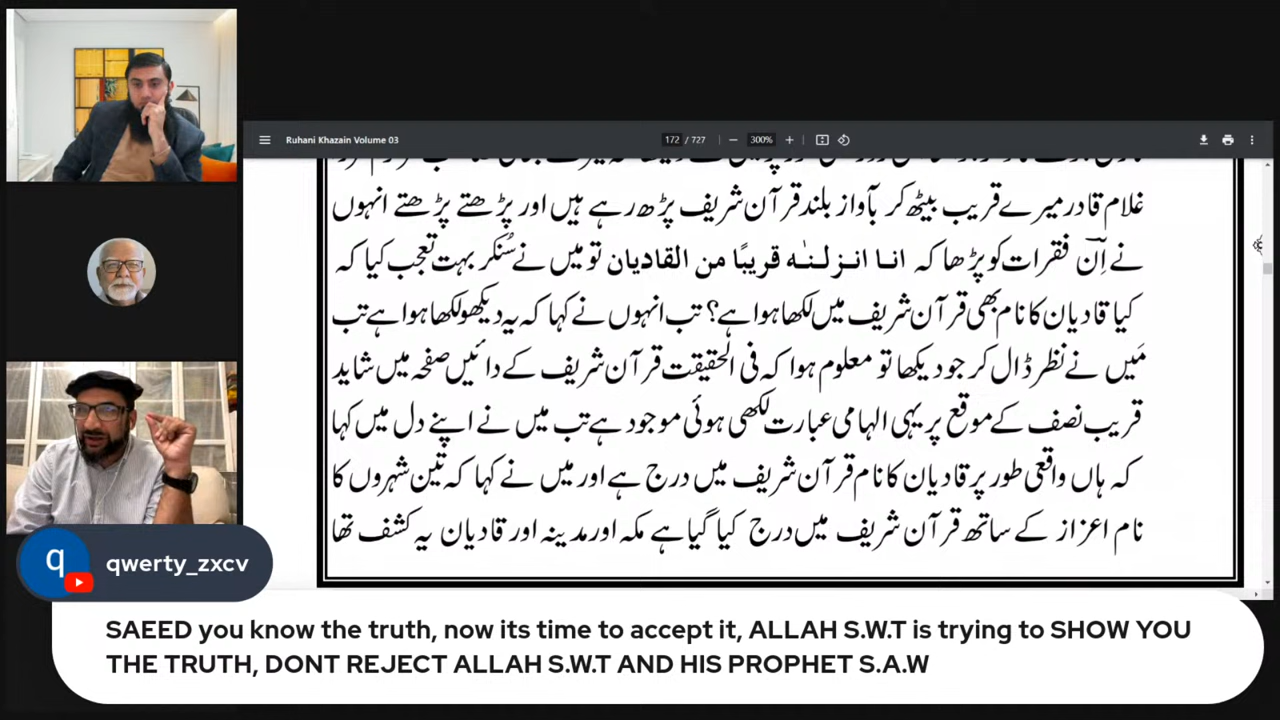 Ruhani Khazain Volume 03
172 / 727
300%
غلام قادر میرے قریب بیٹھ کر بآواز بلند قرآن شریف پڑھ رہے ہیں اور پڑھتے پڑھتے انہوں
نے اِن فقرات کو پڑھا کہ انا انزلنٰہ قریبًا من القادیان تو میں نے سُنکر بہت تعجب کیا کہ
کیا قادیان کا نام بھی قرآن شریف میں لکھا ہوا ہے؟ تب انہوں نے کہا کہ یہ دیکھو لکھا ہوا ہے تب
مَیں نے نظر ڈال کر جو دیکھا تو معلوم ہوا کہ فی الحقیقت قرآن شریف کے دائیں صفحہ میں شاید
قریب نصف کے موقع پر یہی الہامی عبارت لکھی ہوئی موجود ہے تب میں نے اپنے دل میں کہا
کہ ہاں واقعی طور پر قادیان کا نام قرآن شریف میں درج ہے اور میں نے کہا کہ تین شہروں کا
نام اعزاز کے ساتھ قرآن شریف میں درج کیا گیا ہے مکہ اور مدینہ اور قادیان یہ کشف تھا
q
qwerty_zxcv
SAEED you know the truth, now its time to accept it, ALLAH S.W.T is trying to SHOW YOU
THE TRUTH, DONT REJECT ALLAH S.W.T AND HIS PROPHET S.A.W